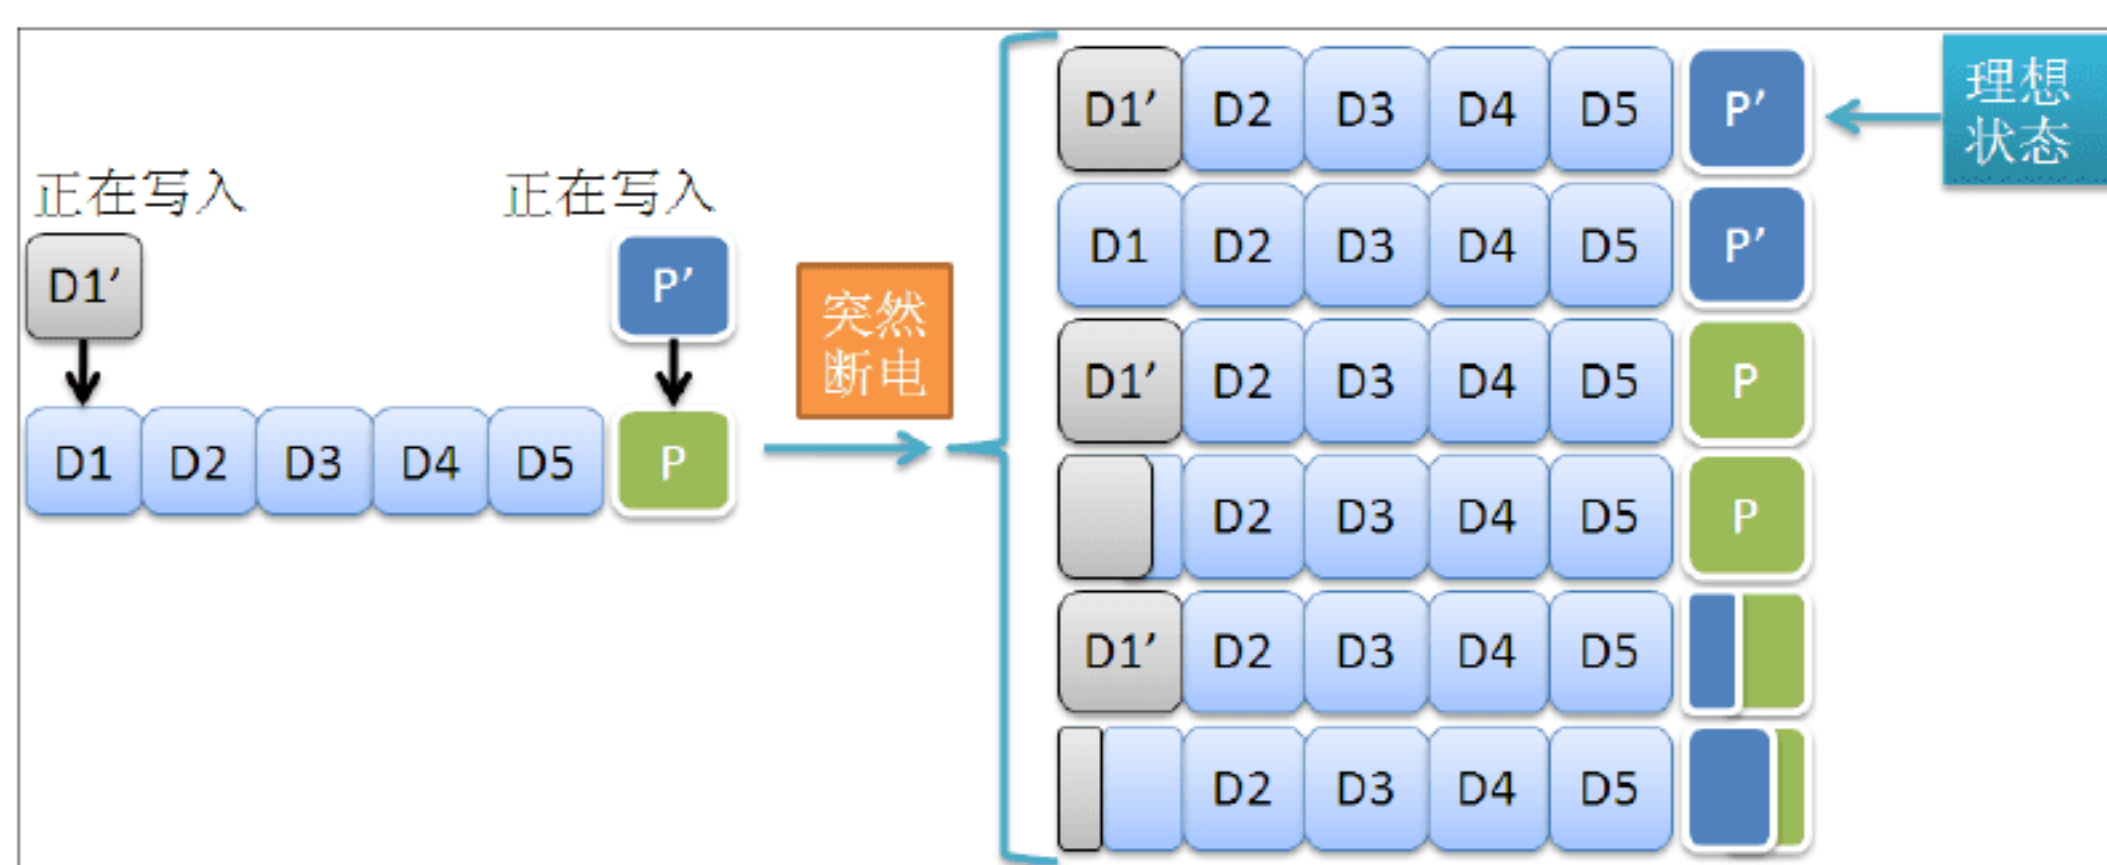 正在写入
正在写入
D1’
P’
D1 D2 D3 D4 D5 P
突然
断电
D1’ D2 D3 D4 D5 P’
D1 D2 D3 D4 D5 P’
D1’ D2 D3 D4 D5 P
D2 D3 D4 D5 P
D1’ D2 D3 D4 D5
D2 D3 D4 D5
理想
状态